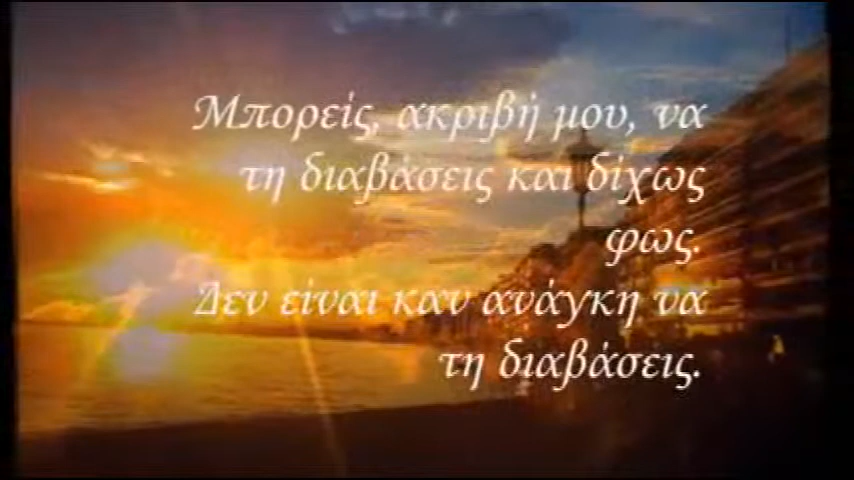 Μπορείς, ακριβή μου, να
τη διαβάσεις και δίχως
φως.
Δεν είναι καν ανάγκη να
τη διαβάσεις.